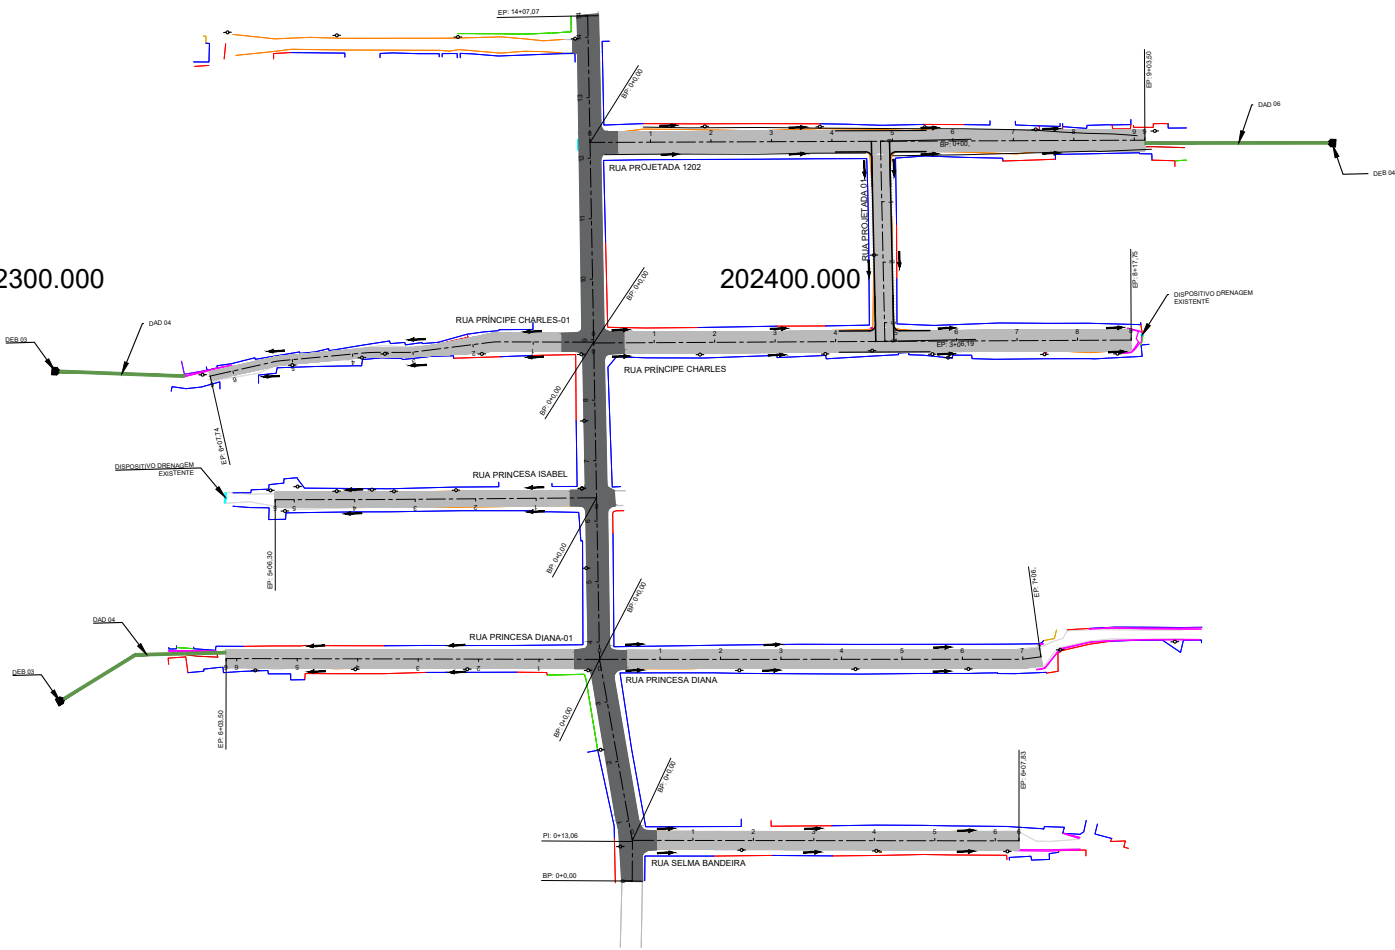 EP: 14+07,07
BP: 0+0,00
EP: 9+03,50
DAD 06
DEB 04
RUA PROJETADA 1202
BP: 0+00,
RUA PROJETADA 01
2300.000
202400.000
BP: 0+0,00
EP: 8+17,75
DISPOSITIVO DRENAGEM
EXISTENTE
RUA PRÍNCIPE CHARLES-01
DAD 04
DEB 03
EP: 3+06,19
RUA PRÍNCIPE CHARLES
BP: 0+0,00
EP: 6+07,74
DISPOSITIVO DRENAGEM
EXISTENTE
RUA PRINCESA ISABEL
BP: 0+0,00
EP: 5+06,30
BP: 0+0,00
EP: 7+06,
DAD 04
RUA PRINCESA DIANA-01
DEB 03
RUA PRINCESA DIANA
EP: 6+03,50
BP: 0+0,00
BP: 0+0,00
EP: 6+07,83
PI: 0+13,06
RUA SELMA BANDEIRA
BP: 0+0,00